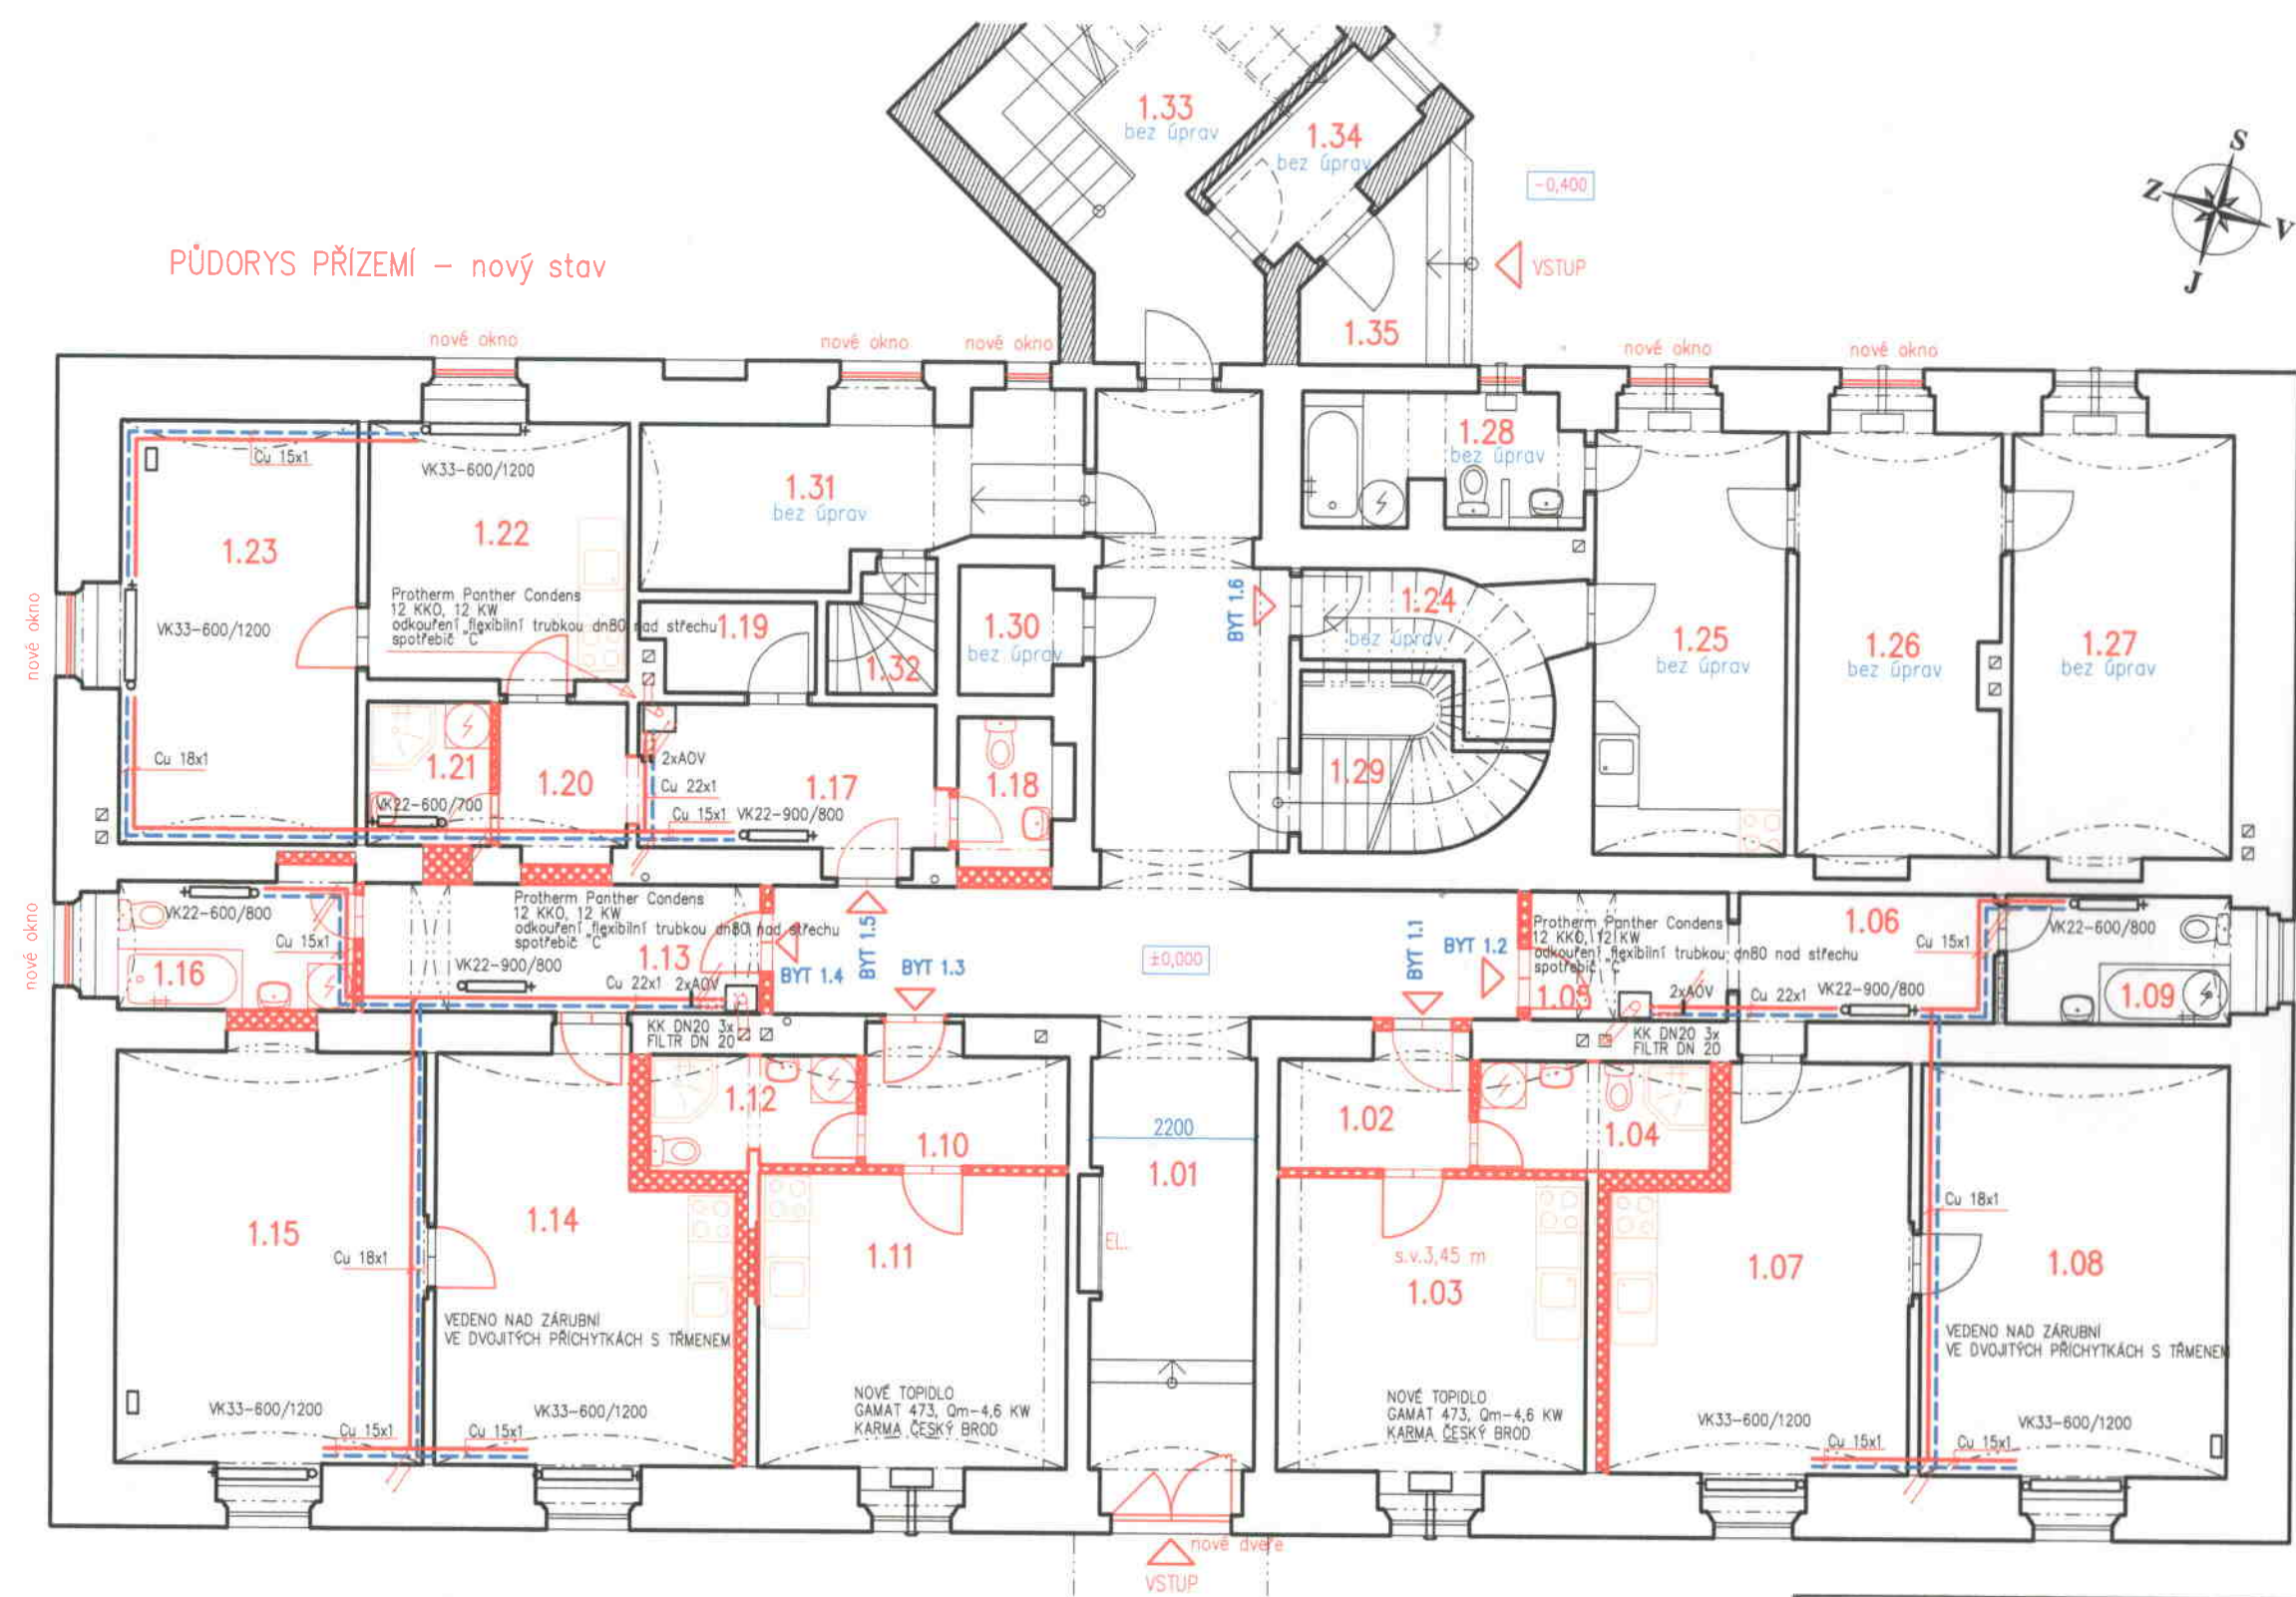 1.33
bez úprav
1.34
bez úprav
S
Z
V
J
-0,400
PŮDORYS PŘÍZEMÍ – nový stav
VSTUP
1.35
nové okno
nové okno
nové okno
nové okno
nové okno
Cu 15x1
VK33-600/1200
1.28
bez úprav
1.31
bez úprav
1.23
1.22
Protherm Panther Condens
12 KKO, 12 KW
odkouření flexibilní trubkou dn80 nad střechu
spotřebič "C"
nové okno
VK33-600/1200
1.19
1.32
1.30
bez úprav
BYT 1.6
1.24
bez úprav
1.25
bez úprav
1.26
bez úprav
1.27
bez úprav
Cu 18x1
1.21
1.20
2xAOV
Cu 22x1
1.17
1.18
1.29
VK22-600/700
Cu 15x1
VK22-900/800
nové okno
VK22-600/800
Cu 15x1
1.16
Protherm Panther Condens
12 KKO, 12 KW
odkouření flexibilní trubkou dn80 nad střechu
spotřebič "C"
VK22-900/800
1.13
Cu 22x1
2xAOV
BYT 1.4
BYT 1.5
BYT 1.3
±0,000
BYT 1.1
BYT 1.2
Protherm Panther Condens
12 KKO, 12 KW
odkouření flexibilní trubkou dn80 nad střechu
spotřebič "C"
1.05
2xAOV
Cu 22x1
VK22-900/800
1.06
Cu 15x1
VK22-600/800
1.09
KK DN20 3x
FILTR DN 20
KK DN20 3x
FILTR DN 20
1.12
1.10
2200
1.01
1.02
1.04
1.15
Cu 18x1
1.14
1.11
EL.
s.v.3,45 m
1.03
1.07
Cu 18x1
1.08
VEDENO NAD ZÁRUBNÍ
VE DVOJITÝCH PŘÍCHYTKÁCH S TŘMENEM
VEDENO NAD ZÁRUBNÍ
VE DVOJITÝCH PŘÍCHYTKÁCH S TŘMENEM
VK33-600/1200
Cu 15x1
VK33-600/1200
Cu 15x1
NOVÉ TOPIDLO
GAMAT 473, Qm-4,6 KW
KARMA ČESKÝ BROD
NOVÉ TOPIDLO
GAMAT 473, Qm-4,6 KW
KARMA ČESKÝ BROD
VK33-600/1200
Cu 15x1
VK33-600/1200
Cu 15x1
nové dveře
VSTUP